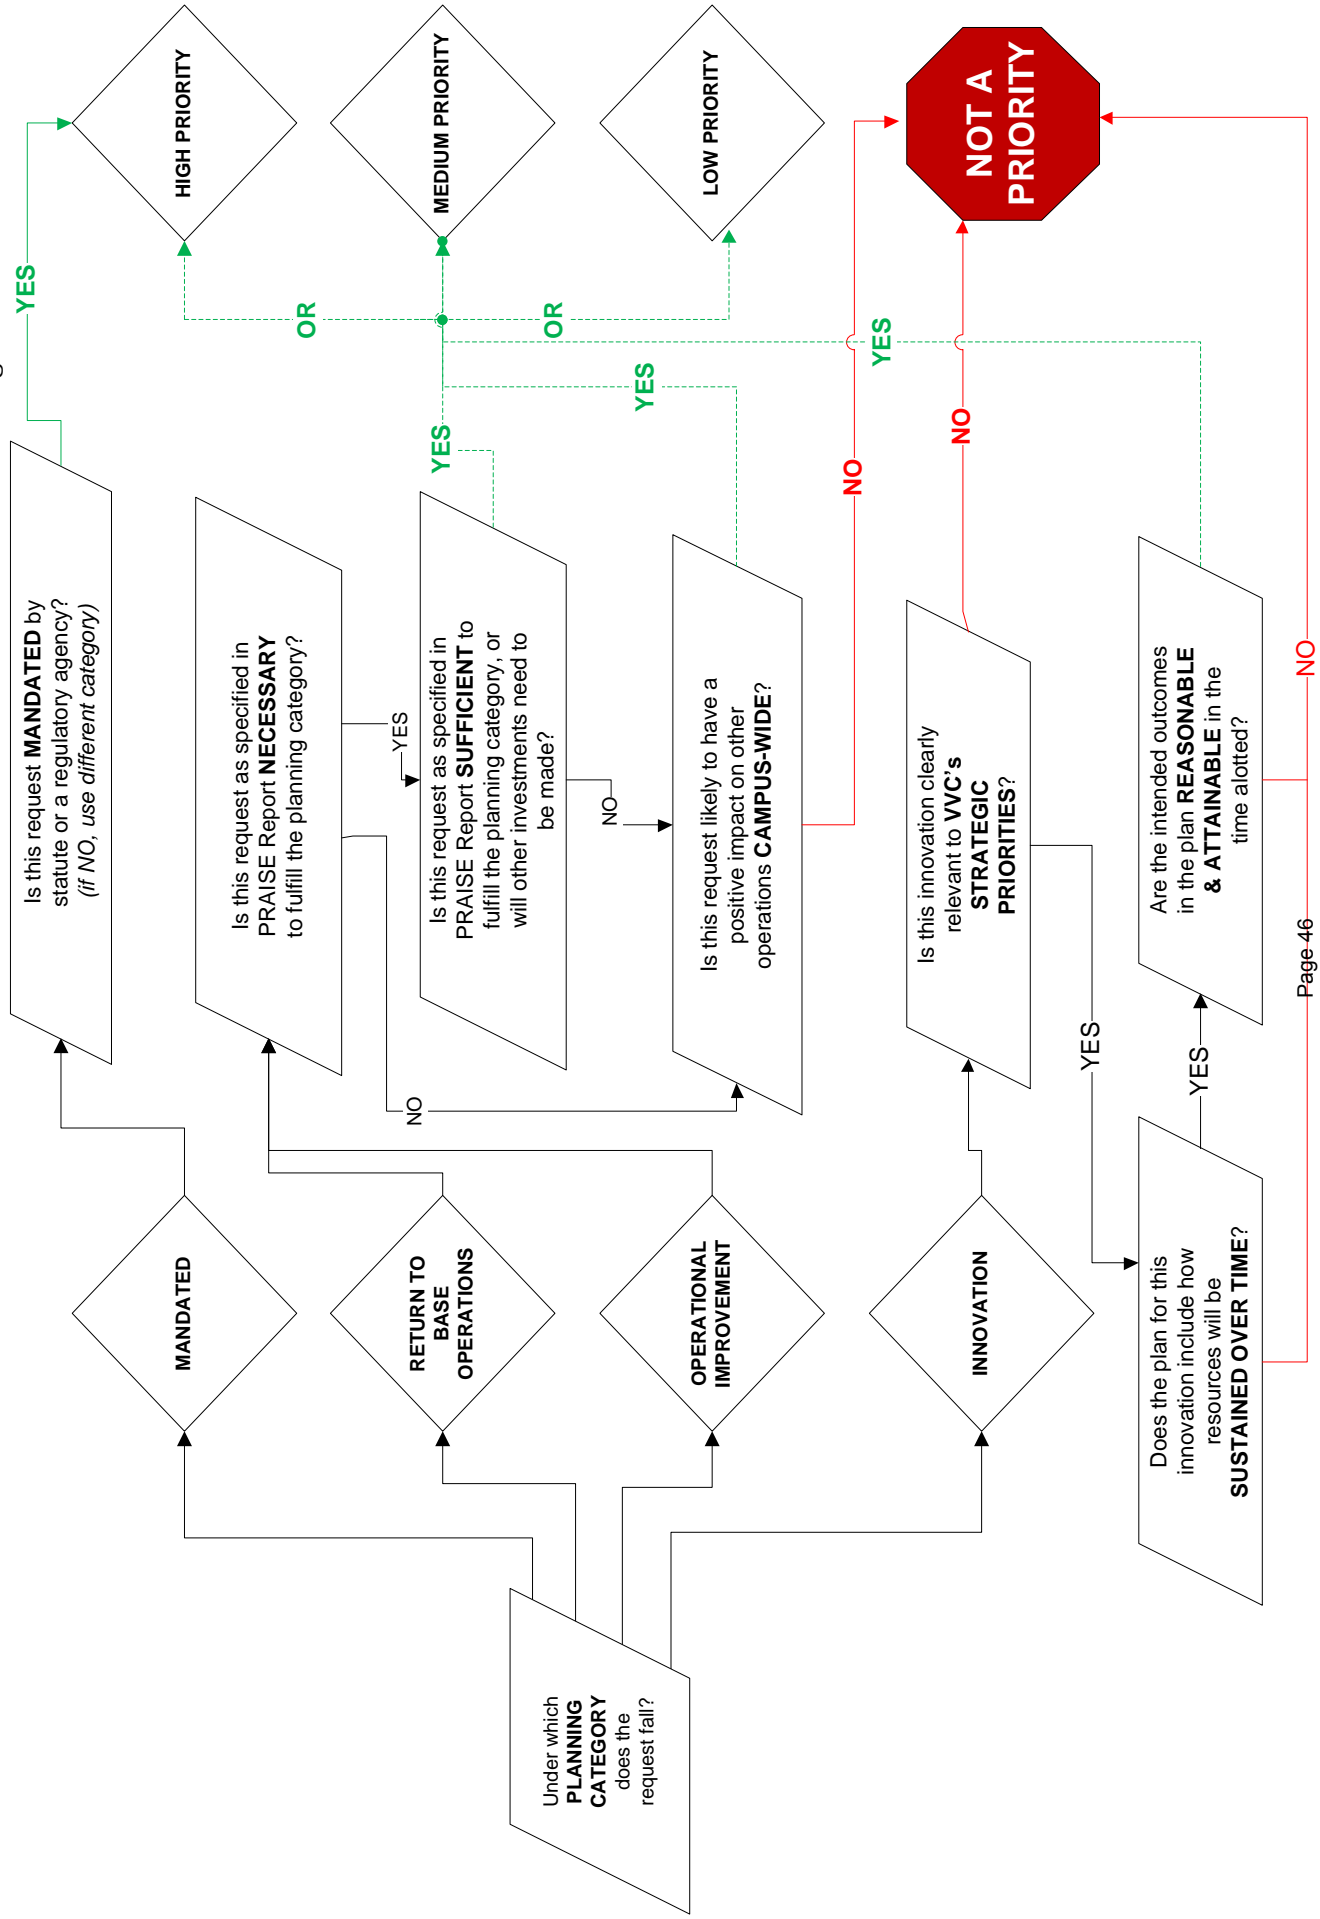 Under which
PLANNING
CATEGORY
does the
request fall?
MANDATED
RETURN TO
BASE
OPERATIONS
OPERATIONAL
IMPROVEMENT
INNOVATION
Is this request MANDATED by
statute or a regulatory agency?
(if NO, use different category)
YES
Is this request as specified in
PRAISE Report NECESSARY
to fulfill the planning category?
NO
YES
Is this request as specified in
PRAISE Report SUFFICIENT to
fulfill the planning category, or
will other investments need to
be made?
YES
NO
Is this request likely to have a
positive impact on other
operations CAMPUS-WIDE?
YES
NO
Is this innovation clearly
relevant to VVC's
STRATEGIC
PRIORITIES?
NO
YES
Does the plan for this
innovation include how
resources will be
SUSTAINED OVER TIME?
YES
Are the intended outcomes
in the plan REASONABLE
& ATTAINABLE in the
time alotted?
YES
NO
OR
OR
HIGH PRIORITY
MEDIUM PRIORITY
LOW PRIORITY
NOT A
PRIORITY
Page 46